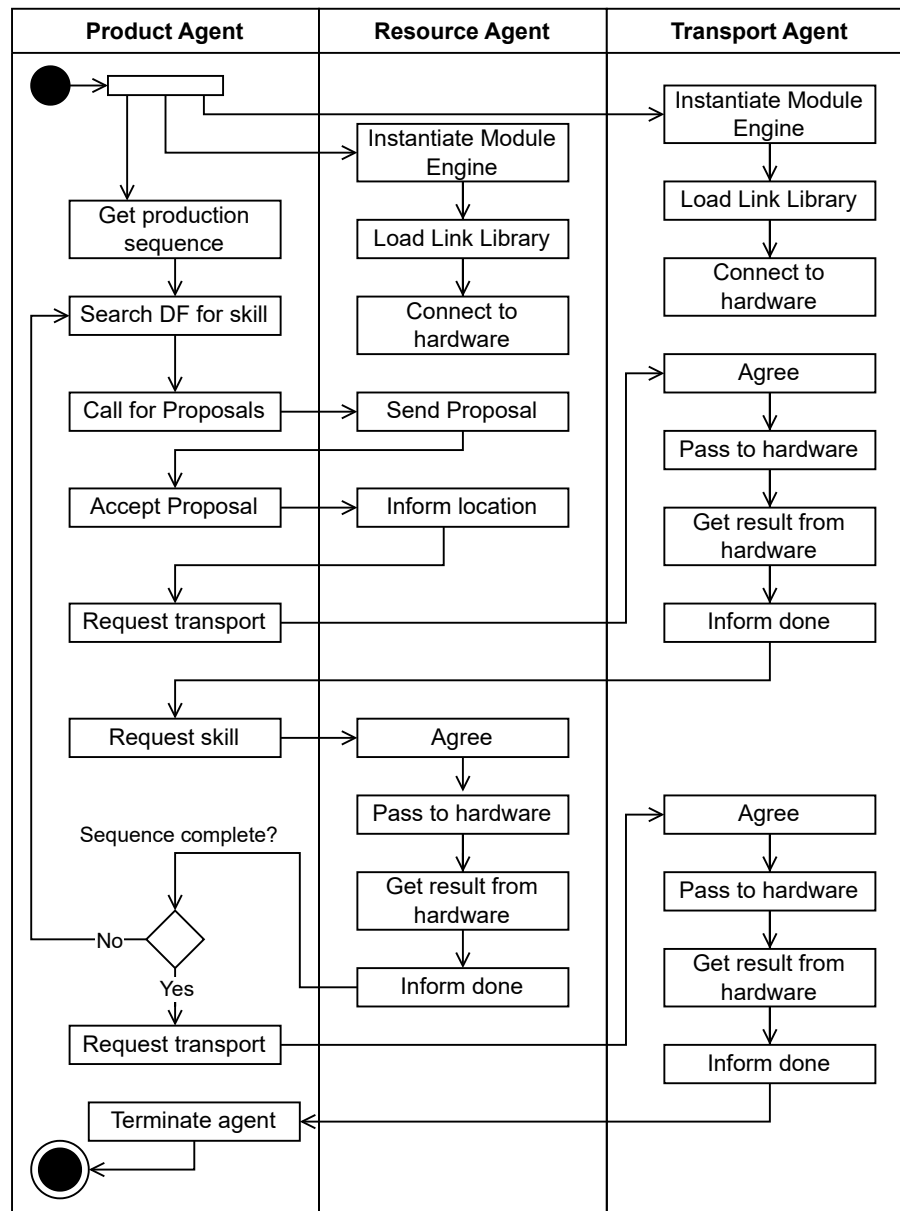 Product Agent
Resource Agent
Transport Agent
Instantiate Module
Engine
Instantiate Module
Engine
Load Link Library
Get production
sequence
Load Link Library
Connect to
hardware
Search DF for skill
Connect to
hardware
Agree
Call for Proposals
Send Proposal
Pass to hardware
Accept Proposal
Inform location
Get result from
hardware
Request transport
Inform done
Request skill
Agree
Pass to hardware
Agree
Sequence complete?
Get result from
hardware
Pass to hardware
No
Get result from
hardware
Yes
Inform done
Request transport
Inform done
Terminate agent